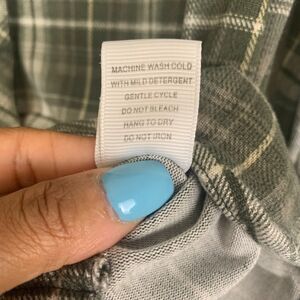 MACHINE WASH COLD
WITH MILD DETERGENT
GENTLE CYCLE
DO NOT BLEACH
HANG TO DRY
DO NOT IRON